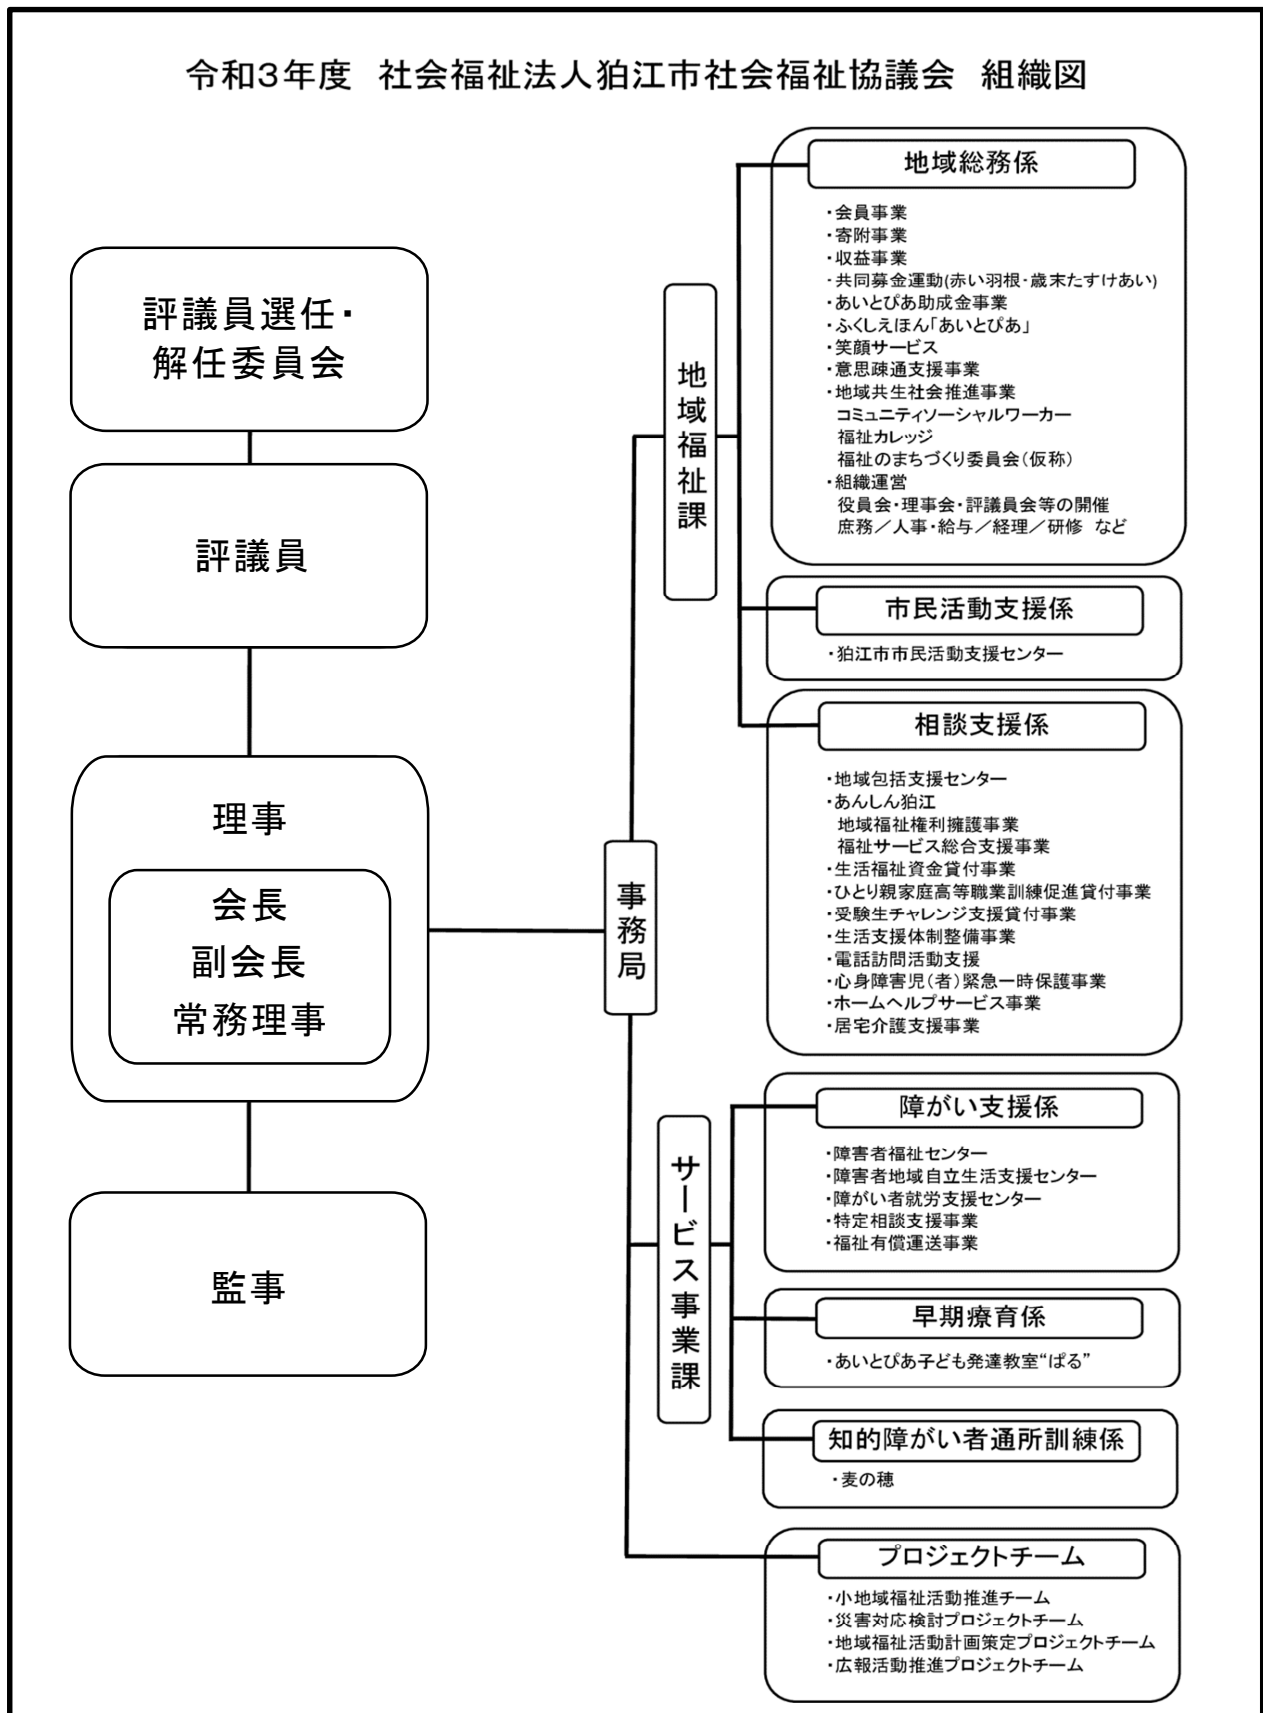 令和3年度　社会福祉法人狛江市社会福祉協議会　組織図
評議員選任・
解任委員会
評議員
理事
会長
副会長
常務理事
監事
事務局
地域福祉課
地域総務係
・会員事業
・寄附事業
・収益事業
・共同募金運動(赤い羽根・歳末たすけあい)
・あいとぴあ助成金事業
・ふくしえほん「あいとぴあ」
・笑顔サービス
・意思疎通支援事業
・地域共生社会推進事業
コミュニティソーシャルワーカー
福祉カレッジ
福祉のまちづくり委員会（仮称）
・組織運営
役員会・理事会・評議員会等の開催
庶務／人事・給与／経理／研修　など
市民活動支援係
・狛江市市民活動支援センター
相談支援係
・地域包括支援センター
・あんしん狛江
地域福祉権利擁護事業
福祉サービス総合支援事業
・生活福祉資金貸付事業
・ひとり親家庭高等職業訓練促進貸付事業
・受験生チャレンジ支援貸付事業
・生活支援体制整備事業
・電話訪問活動支援
・心身障害児（者）緊急一時保護事業
・ホームヘルプサービス事業
・居宅介護支援事業
サービス事業課
障がい支援係
・障害者福祉センター
・障害者地域自立生活支援センター
・障がい者就労支援センター
・特定相談支援事業
・福祉有償運送事業
早期療育係
・あいとぴあ子ども発達教室“ぱる”
知的障がい者通所訓練係
・麦の穂
プロジェクトチーム
・小地域福祉活動推進チーム
・災害対応検討プロジェクトチーム
・地域福祉活動計画策定プロジェクトチーム
・広報活動推進プロジェクトチーム